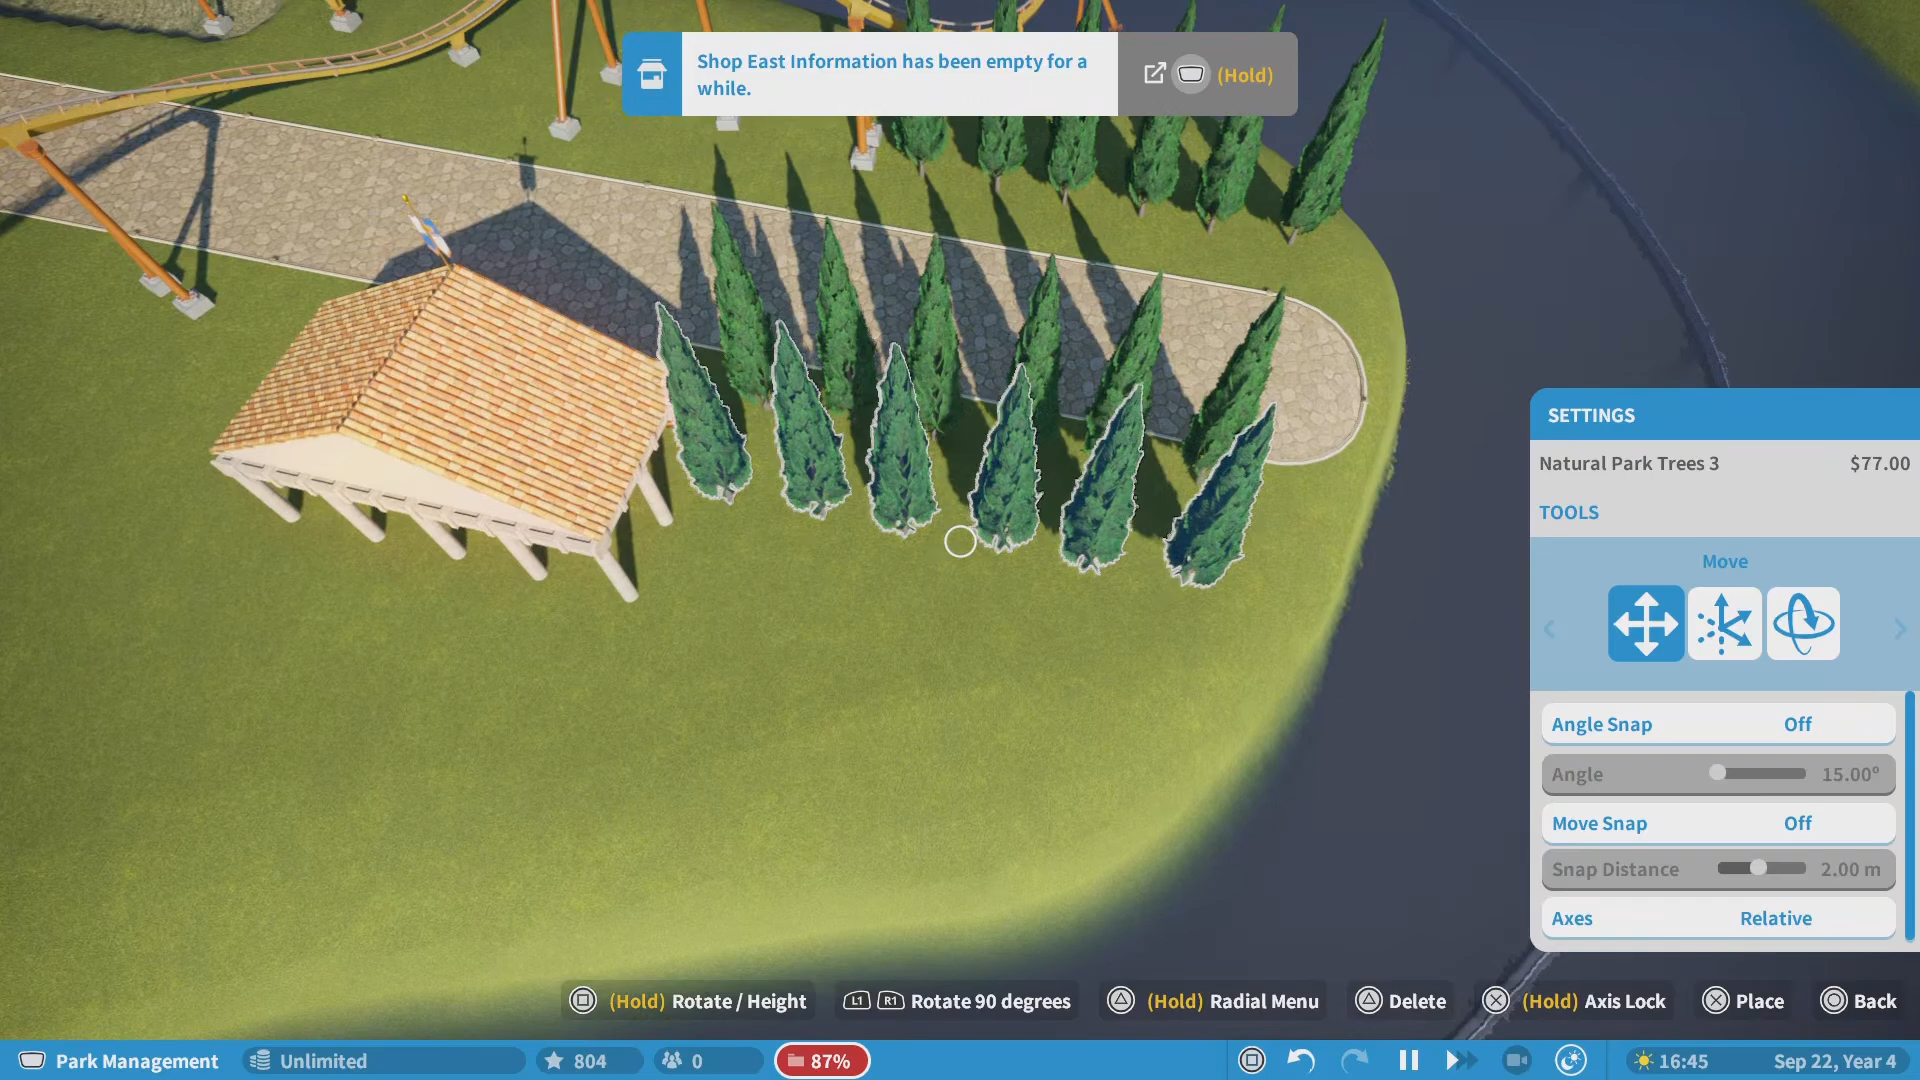 Shop East Information has been empty for a
while.
(Hold)
SETTINGS
Natural Park Trees 3 $77.00
TOOLS
Move
Angle Snap Off
Angle 15.00°
Move Snap Off
Snap Distance 2.00 m
Axes Relative
(Hold) Rotate / Height L1 R1 Rotate 90 degrees (Hold) Radial Menu Delete (Hold) Axis Lock Place Back
Park Management Unlimited 804 0 87% 16:45 Sep 22, Year 4